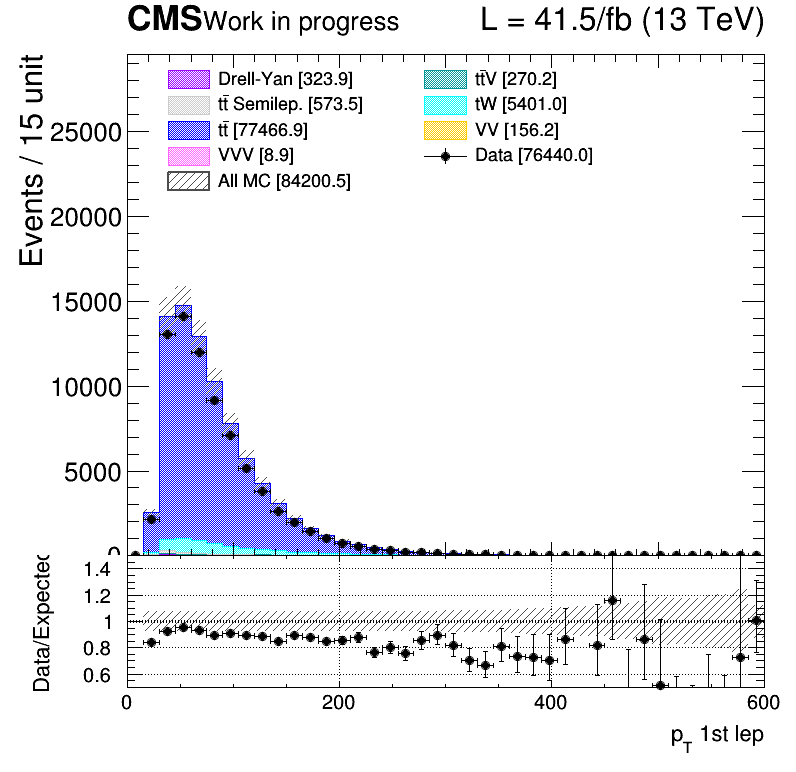 CMS Work in progress L = 41.5/fb (13 TeV)
Events / 15 unit
Drell-Yan [323.9]
tt̄V [270.2]
tt̄ Semilep. [573.5]
tW [5401.0]
tt̄ [77466.9]
VV [156.2]
VVV [8.9]
Data [76440.0]
All MC [84200.5]
25000
20000
15000
10000
5000
0
Data/Expected
1.4
1.2
1
0.8
0.6
0 200 400 600
p_T 1st lep